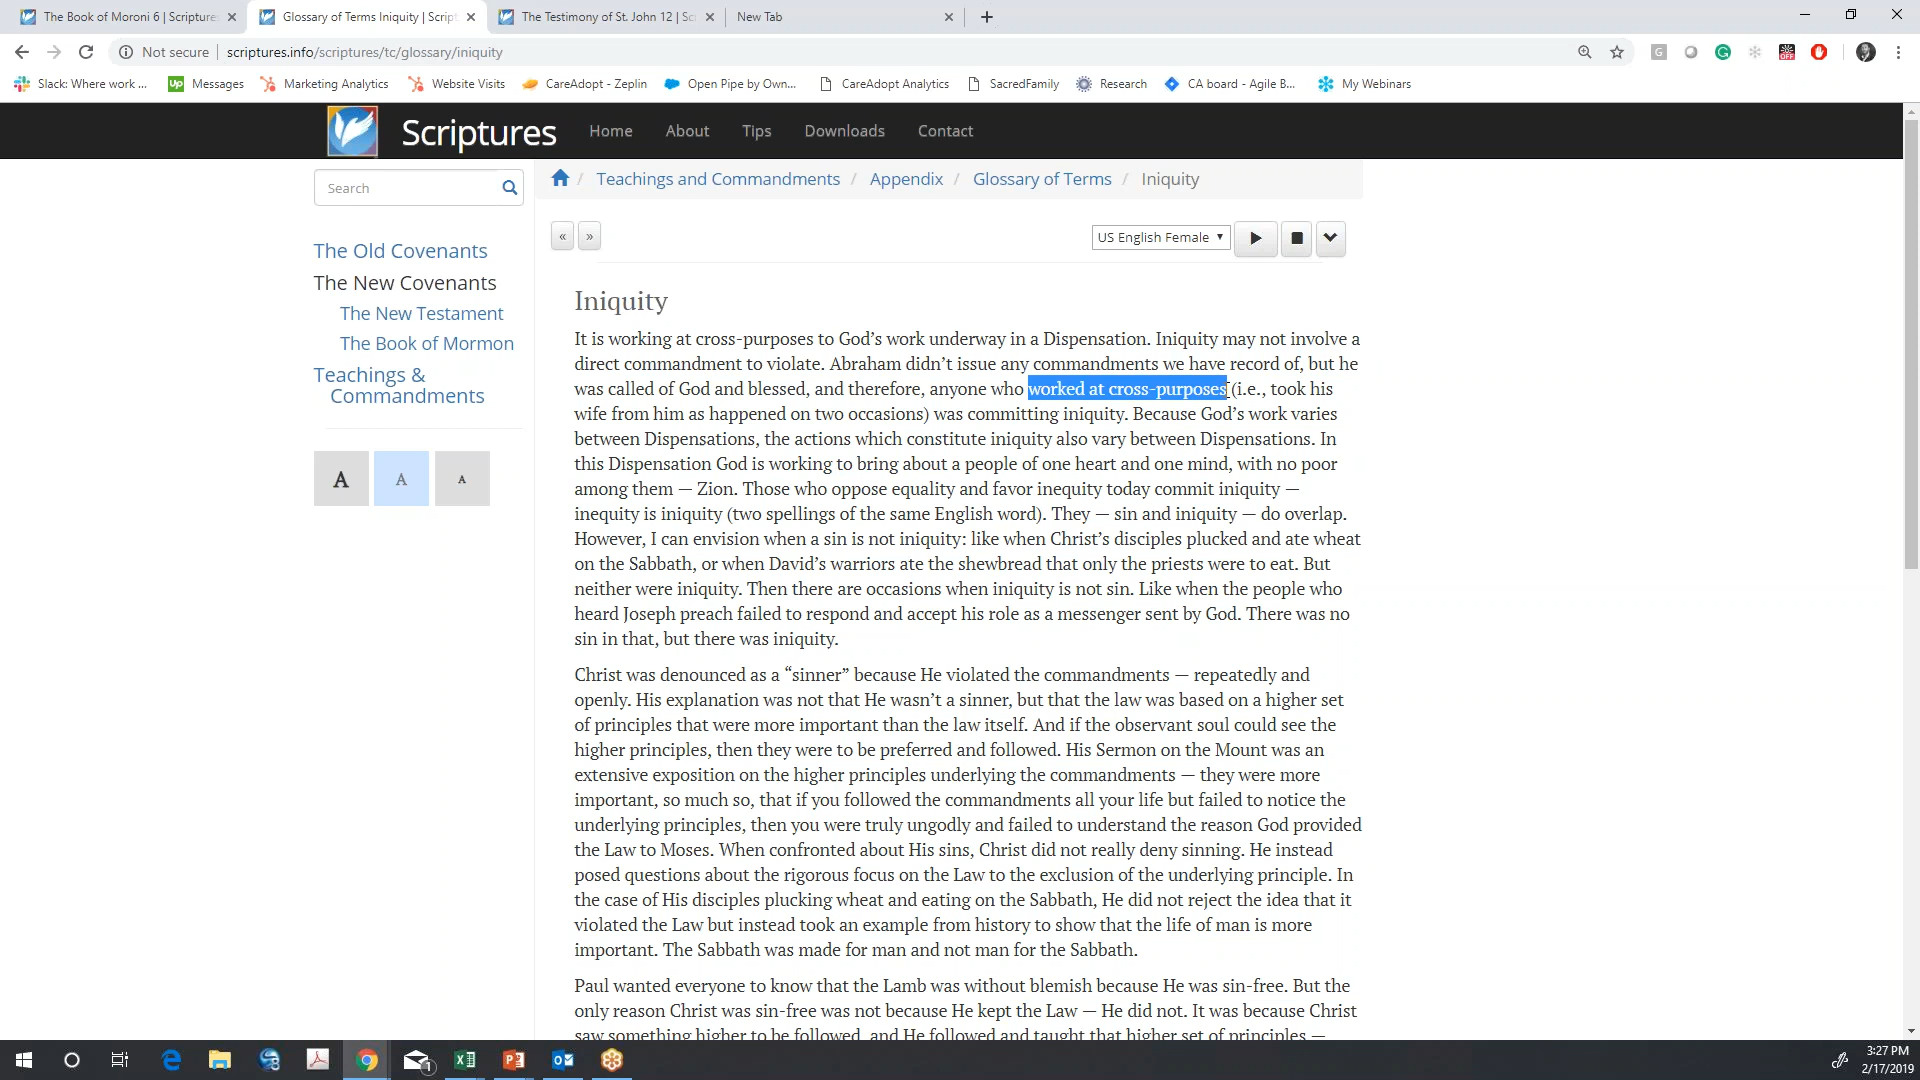 The Book of Moroni 6 | Scripture
Glossary of Terms Iniquity | Script
The Testimony of St. John 12 | Sc
New Tab
Not secure
scriptures.info/scriptures/tc/glossary/iniquity
Slack: Where work ...
Up Messages
Marketing Analytics
Website Visits
CareAdopt - Zeplin
Open Pipe by Own...
CareAdopt Analytics
SacredFamily
Research
CA board - Agile B...
My Webinars
Scriptures
Home
About
Tips
Downloads
Contact
Search
Teachings and Commandments / Appendix / Glossary of Terms / Iniquity
« »
US English Female
The Old Covenants
The New Covenants
The New Testament
The Book of Mormon
Teachings &
Commandments
A A A
Iniquity
It is working at cross-purposes to God’s work underway in a Dispensation. Iniquity may not involve a
direct commandment to violate. Abraham didn’t issue any commandments we have record of, but he
was called of God and blessed, and therefore, anyone who worked at cross-purposes (i.e., took his
wife from him as happened on two occasions) was committing iniquity. Because God’s work varies
between Dispensations, the actions which constitute iniquity also vary between Dispensations. In
this Dispensation God is working to bring about a people of one heart and one mind, with no poor
among them — Zion. Those who oppose equality and favor inequity today commit iniquity —
inequity is iniquity (two spellings of the same English word). They — sin and iniquity — do overlap.
However, I can envision when a sin is not iniquity: like when Christ’s disciples plucked and ate wheat
on the Sabbath, or when David’s warriors ate the shewbread that only the priests were to eat. But
neither were iniquity. Then there are occasions when iniquity is not sin. Like when the people who
heard Joseph preach failed to respond and accept his role as a messenger sent by God. There was no
sin in that, but there was iniquity.
Christ was denounced as a “sinner” because He violated the commandments — repeatedly and
openly. His explanation was not that He wasn’t a sinner, but that the law was based on a higher set
of principles that were more important than the law itself. And if the observant soul could see the
higher principles, then they were to be preferred and followed. His Sermon on the Mount was an
extensive exposition on the higher principles underlying the commandments — they were more
important, so much so, that if you followed the commandments all your life but failed to notice the
underlying principles, then you were truly ungodly and failed to understand the reason God provided
the Law to Moses. When confronted about His sins, Christ did not really deny sinning. He instead
posed questions about the rigorous focus on the Law to the exclusion of the underlying principle. In
the case of His disciples plucking wheat and eating on the Sabbath, He did not reject the idea that it
violated the Law but instead took an example from history to show that the life of man is more
important. The Sabbath was made for man and not man for the Sabbath.
Paul wanted everyone to know that the Lamb was without blemish because He was sin-free. But the
only reason Christ was sin-free was not because He kept the Law — He did not. It was because Christ
saw something higher to be followed, and He followed and taught that higher set of principles —
3:27 PM
2/17/2019